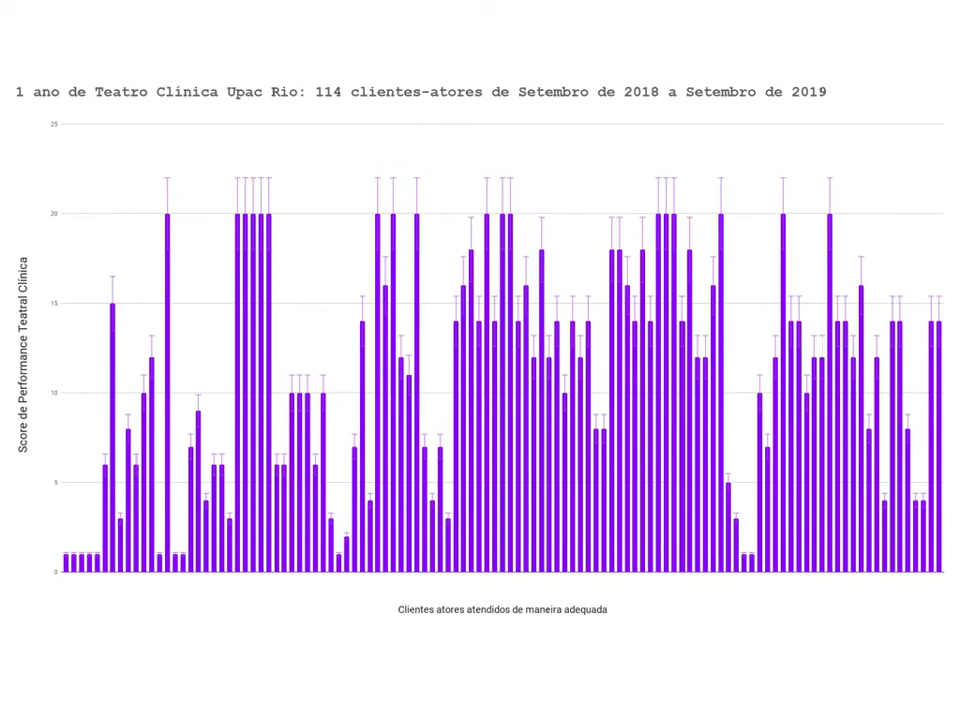 1 ano de Teatro Clínica Upac Rio: 114 clientes-atores de Setembro de 2018 a Setembro de 2019
25
20
15
10
5
0
Score de Performance Teatral Clínica
Clientes atores atendidos de maneira adequada